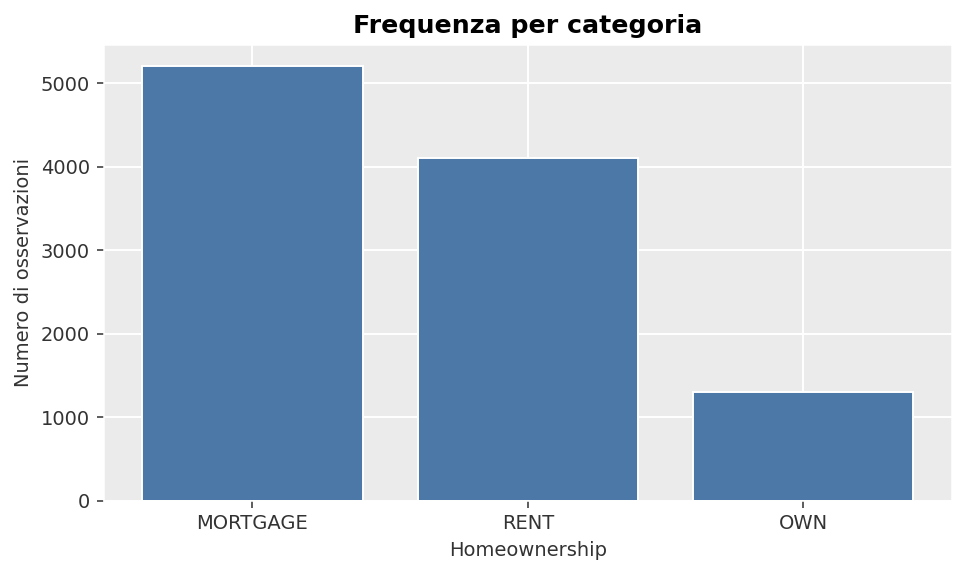 Frequenza per categoria
Numero di osservazioni
5000
4000
3000
2000
1000
0
MORTGAGE
RENT
OWN
Homeownership